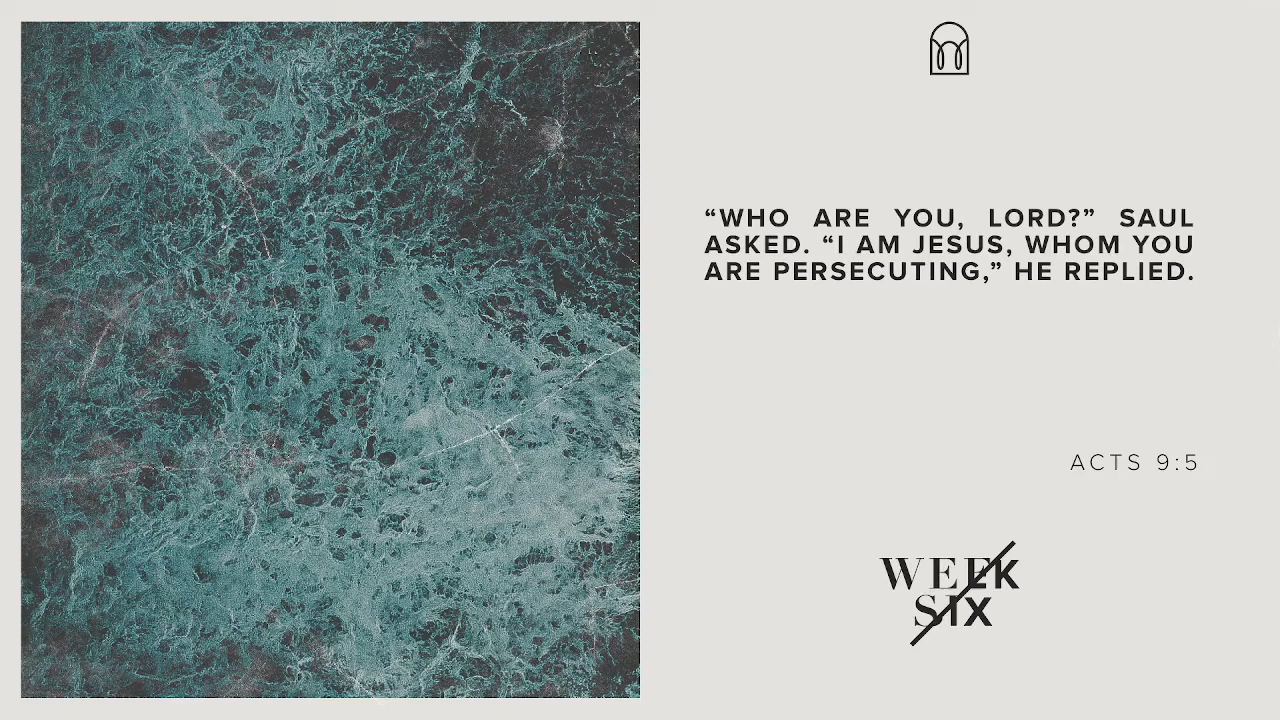 “WHO ARE YOU, LORD?” SAUL
ASKED. “I AM JESUS, WHOM YOU
ARE PERSECUTING,” HE REPLIED.
ACTS 9:5
WEEK
SIX